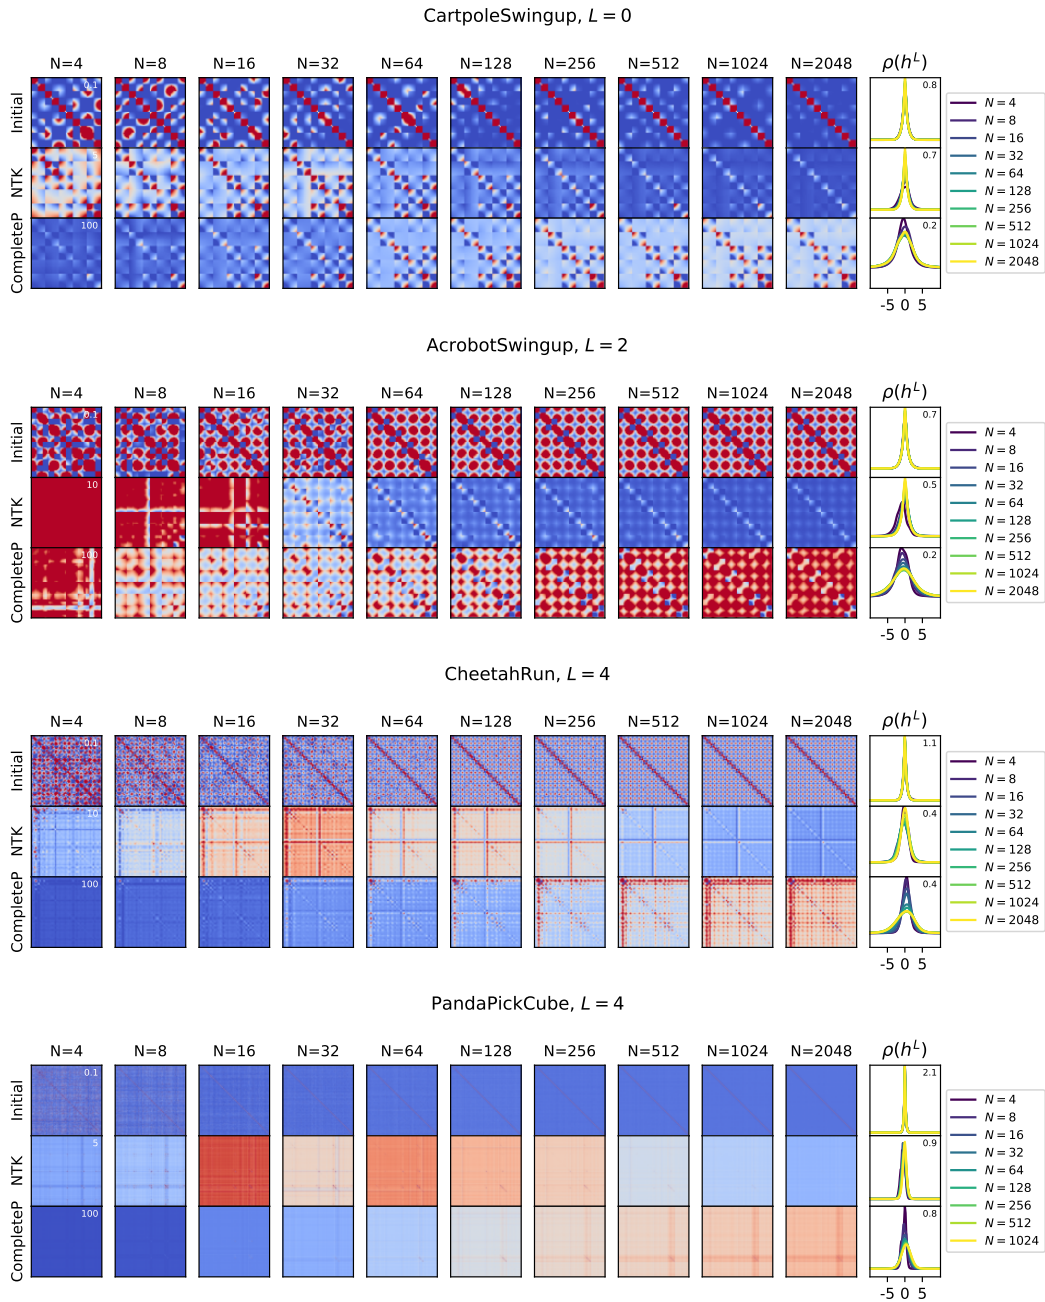 CartpoleSwingup, L = 0
N=4 N=8 N=16 N=32 N=64 N=128 N=256 N=512 N=1024 N=2048 ρ(h^L)
Initial
0.1
0.8
NTK
0.7
CompleteP
100
0.2
-5 0 5
N = 4
N = 8
N = 16
N = 32
N = 64
N = 128
N = 256
N = 512
N = 1024
N = 2048
AcrobotSwingup, L = 2
N=4 N=8 N=16 N=32 N=64 N=128 N=256 N=512 N=1024 N=2048 ρ(h^L)
Initial
0.1
0.7
NTK
10
0.5
CompleteP
100
0.2
-5 0 5
N = 4
N = 8
N = 16
N = 32
N = 64
N = 128
N = 256
N = 512
N = 1024
N = 2048
CheetahRun, L = 4
N=4 N=8 N=16 N=32 N=64 N=128 N=256 N=512 N=1024 N=2048 ρ(h^L)
Initial
0.1
1.1
NTK
10
0.4
CompleteP
100
0.4
-5 0 5
N = 4
N = 8
N = 16
N = 32
N = 64
N = 128
N = 256
N = 512
N = 1024
N = 2048
PandaPickCube, L = 4
N=4 N=8 N=16 N=32 N=64 N=128 N=256 N=512 N=1024 N=2048 ρ(h^L)
Initial
0.1
2.1
NTK
5
0.9
CompleteP
100
0.8
-5 0 5
N = 4
N = 8
N = 16
N = 32
N = 64
N = 128
N = 256
N = 512
N = 1024